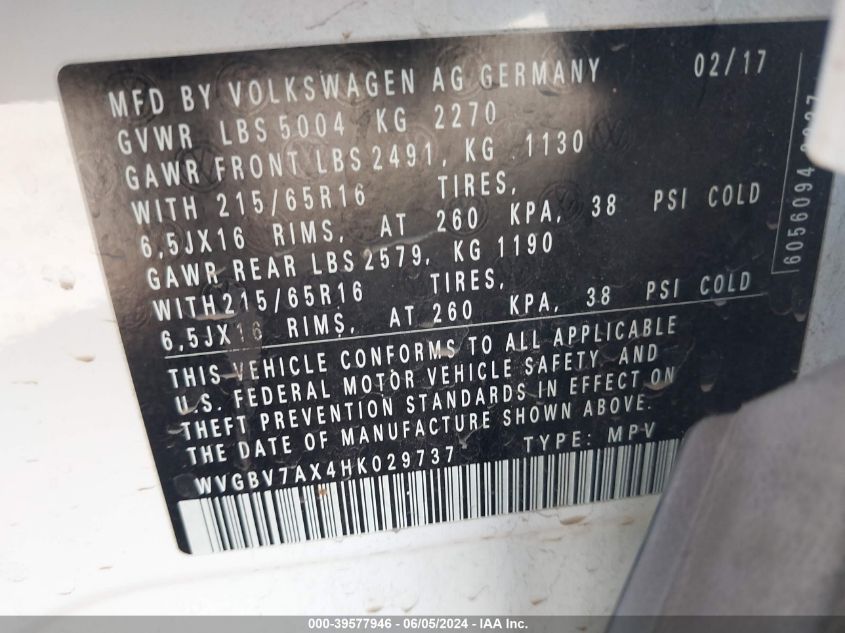 MFD BY VOLKSWAGEN AG GERMANY 02/17
GVWR LBS 5004 KG 2270
GAWR FRONT LBS 2491, KG 1130
WITH 215/65R16 TIRES,
6,5JX16 RIMS, AT 260 KPA, 38 PSI COLD
GAWR REAR LBS 2579, KG 1190
WITH 215/65R16 TIRES,
6,5JX16 RIMS, AT 260 KPA, 38 PSI COLD
THIS VEHICLE CONFORMS TO ALL APPLICABLE
U.S. FEDERAL MOTOR VEHICLE SAFETY AND
THEFT PREVENTION STANDARDS IN EFFECT ON
THE DATE OF MANUFACTURE SHOWN ABOVE.
WVGBV7AX4HK029737 TYPE: MPV
6056094
000-39577946 - 06/05/2024 - IAAI.com